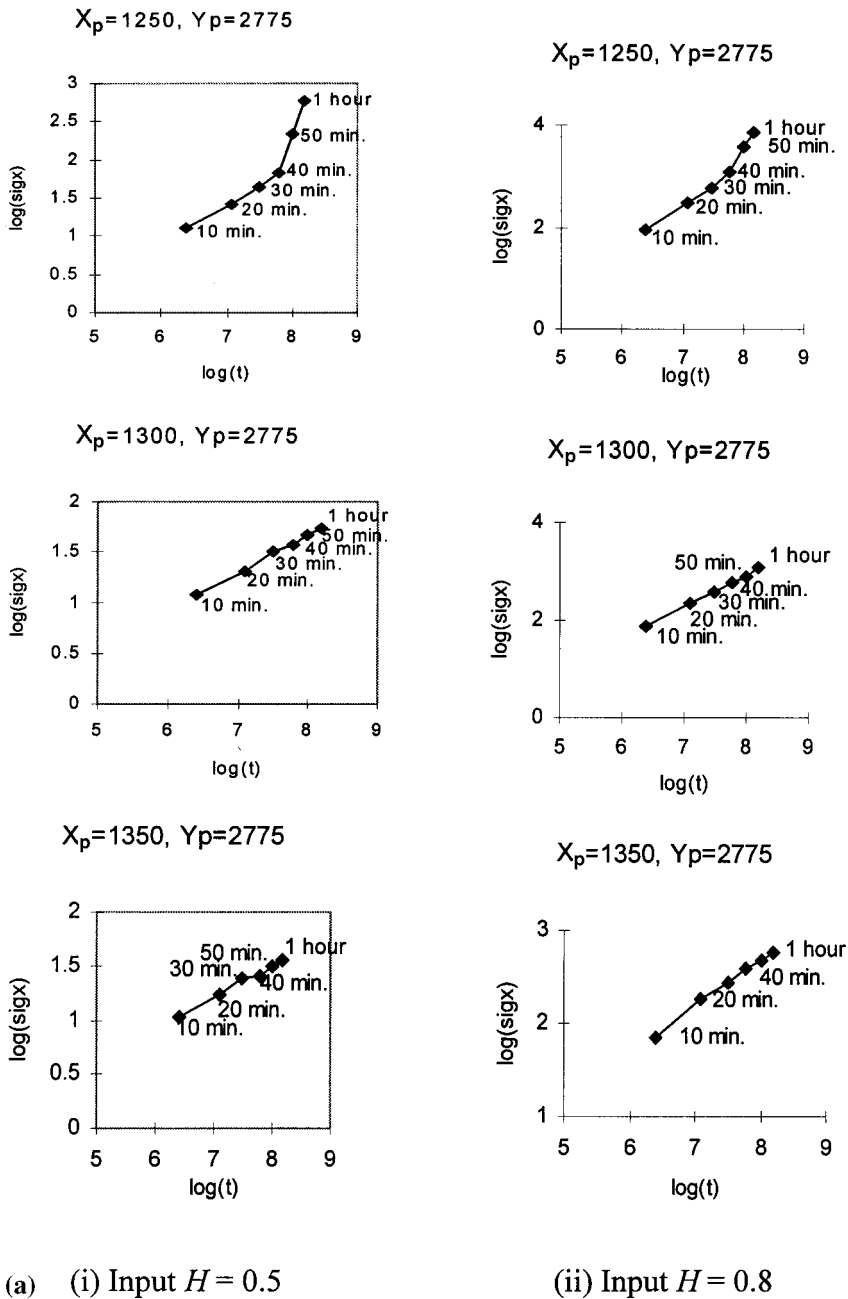 Xp=1250, Yp=2775
3
2.5
2
1.5
1
0.5
0
log(sigx)
1 hour
50 min.
40 min.
30 min.
20 min.
10 min.
5 6 7 8 9
log(t)
Xp=1250, Yp=2775
4
2
0
log(sigx)
1 hour
50 min.
40 min.
30 min.
20 min.
10 min.
5 6 7 8 9
log(t)
Xp=1300, Yp=2775
2
1.5
1
0.5
0
log(sigx)
1 hour
50 min.
40 min.
30 min.
20 min.
10 min.
5 6 7 8 9
log(t)
Xp=1300, Yp=2775
4
2
0
log(sigx)
50 min.
1 hour
40 min.
30 min.
20 min.
10 min.
5 6 7 8 9
log(t)
Xp=1350, Yp=2775
2
1.5
1
0.5
0
log(sigx)
50 min.
1 hour
30 min.
40 min.
20 min.
10 min.
5 6 7 8 9
log(t)
Xp=1350, Yp=2775
3
2
1
log(sigx)
1 hour
40 min.
20 min.
10 min.
5 6 7 8 9
log(t)
(a) (i) Input H = 0.5
(ii) Input H = 0.8